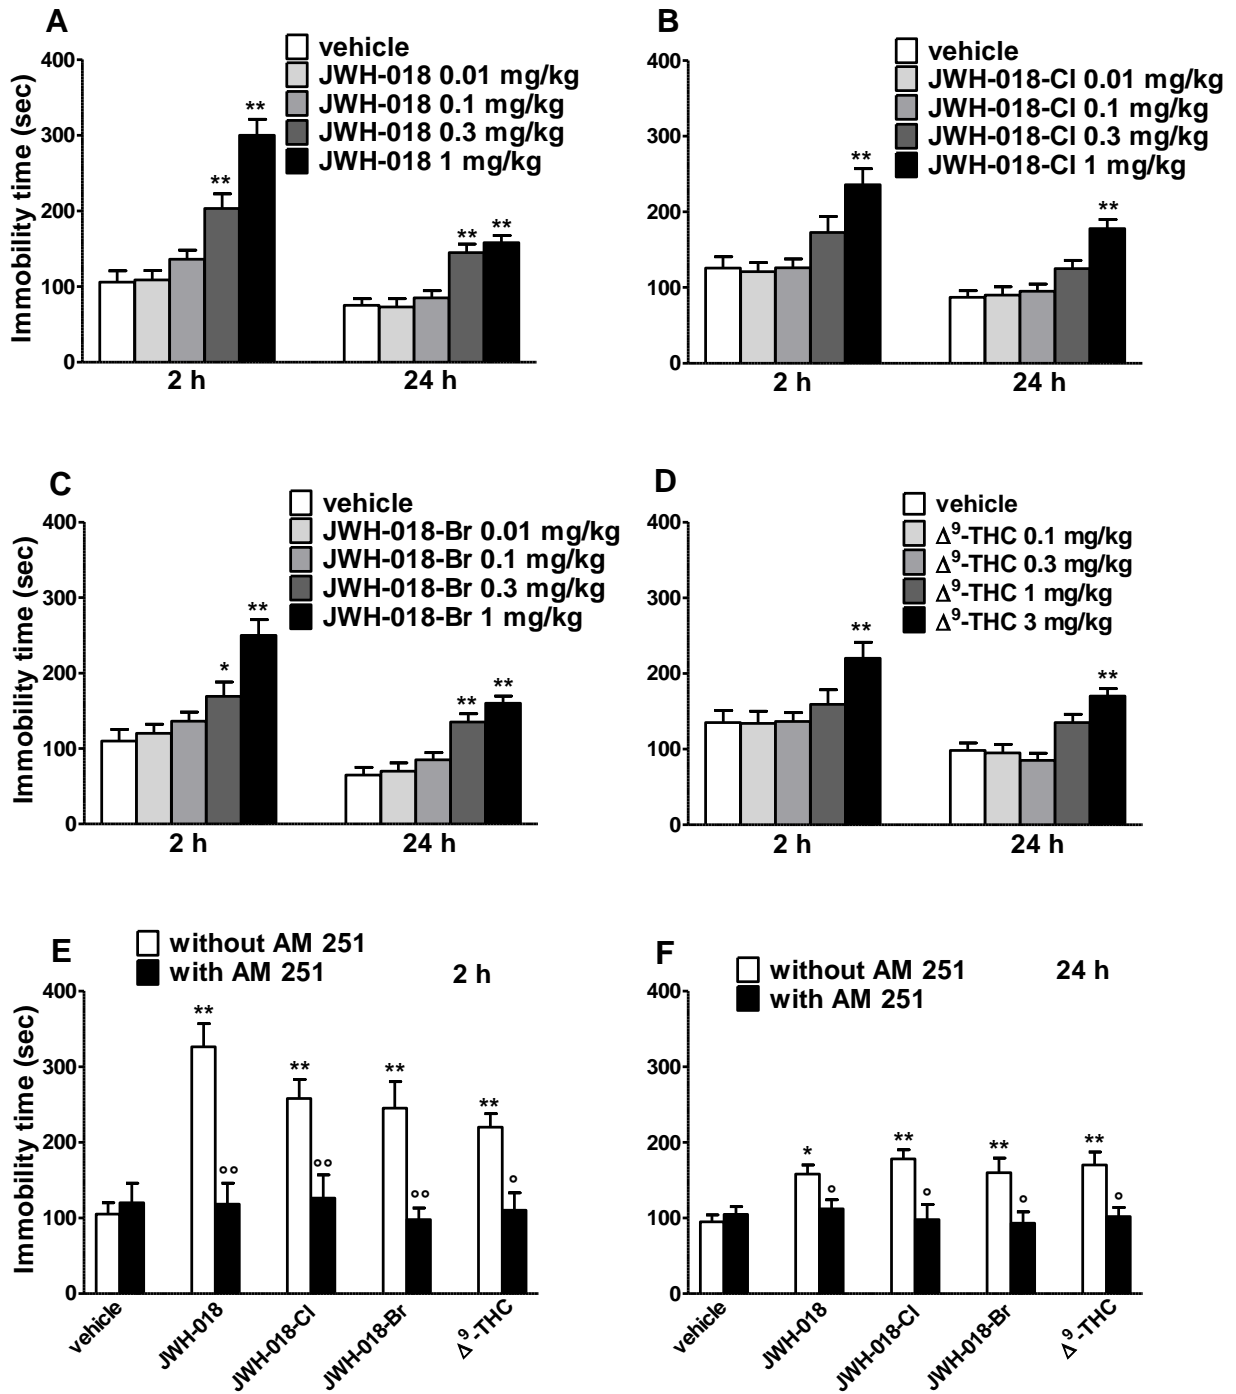 A
vehicle
JWH-018 0.01 mg/kg
JWH-018 0.1 mg/kg
JWH-018 0.3 mg/kg
JWH-018 1 mg/kg
Immobility time (sec)
400
300
200
100
0
**
**
**
**
2 h
24 h
B
vehicle
JWH-018-Cl 0.01 mg/kg
JWH-018-Cl 0.1 mg/kg
JWH-018-Cl 0.3 mg/kg
JWH-018-Cl 1 mg/kg
400
300
200
100
0
**
**
2 h
24 h
C
vehicle
JWH-018-Br 0.01 mg/kg
JWH-018-Br 0.1 mg/kg
JWH-018-Br 0.3 mg/kg
JWH-018-Br 1 mg/kg
Immobility time (sec)
400
300
200
100
0
*
**
**
**
2 h
24 h
D
vehicle
Δ⁹-THC 0.1 mg/kg
Δ⁹-THC 0.3 mg/kg
Δ⁹-THC 1 mg/kg
Δ⁹-THC 3 mg/kg
400
300
200
100
0
**
**
2 h
24 h
E
without AM 251
with AM 251
2 h
Immobility time (sec)
400
300
200
100
0
**
°°
**
°°
**
°°
**
°
vehicle
JWH-018
JWH-018-Cl
JWH-018-Br
Δ⁹-THC
F
without AM 251
with AM 251
24 h
400
300
200
100
0
*
°
**
°
**
°
**
°
vehicle
JWH-018
JWH-018-Cl
JWH-018-Br
Δ⁹-THC